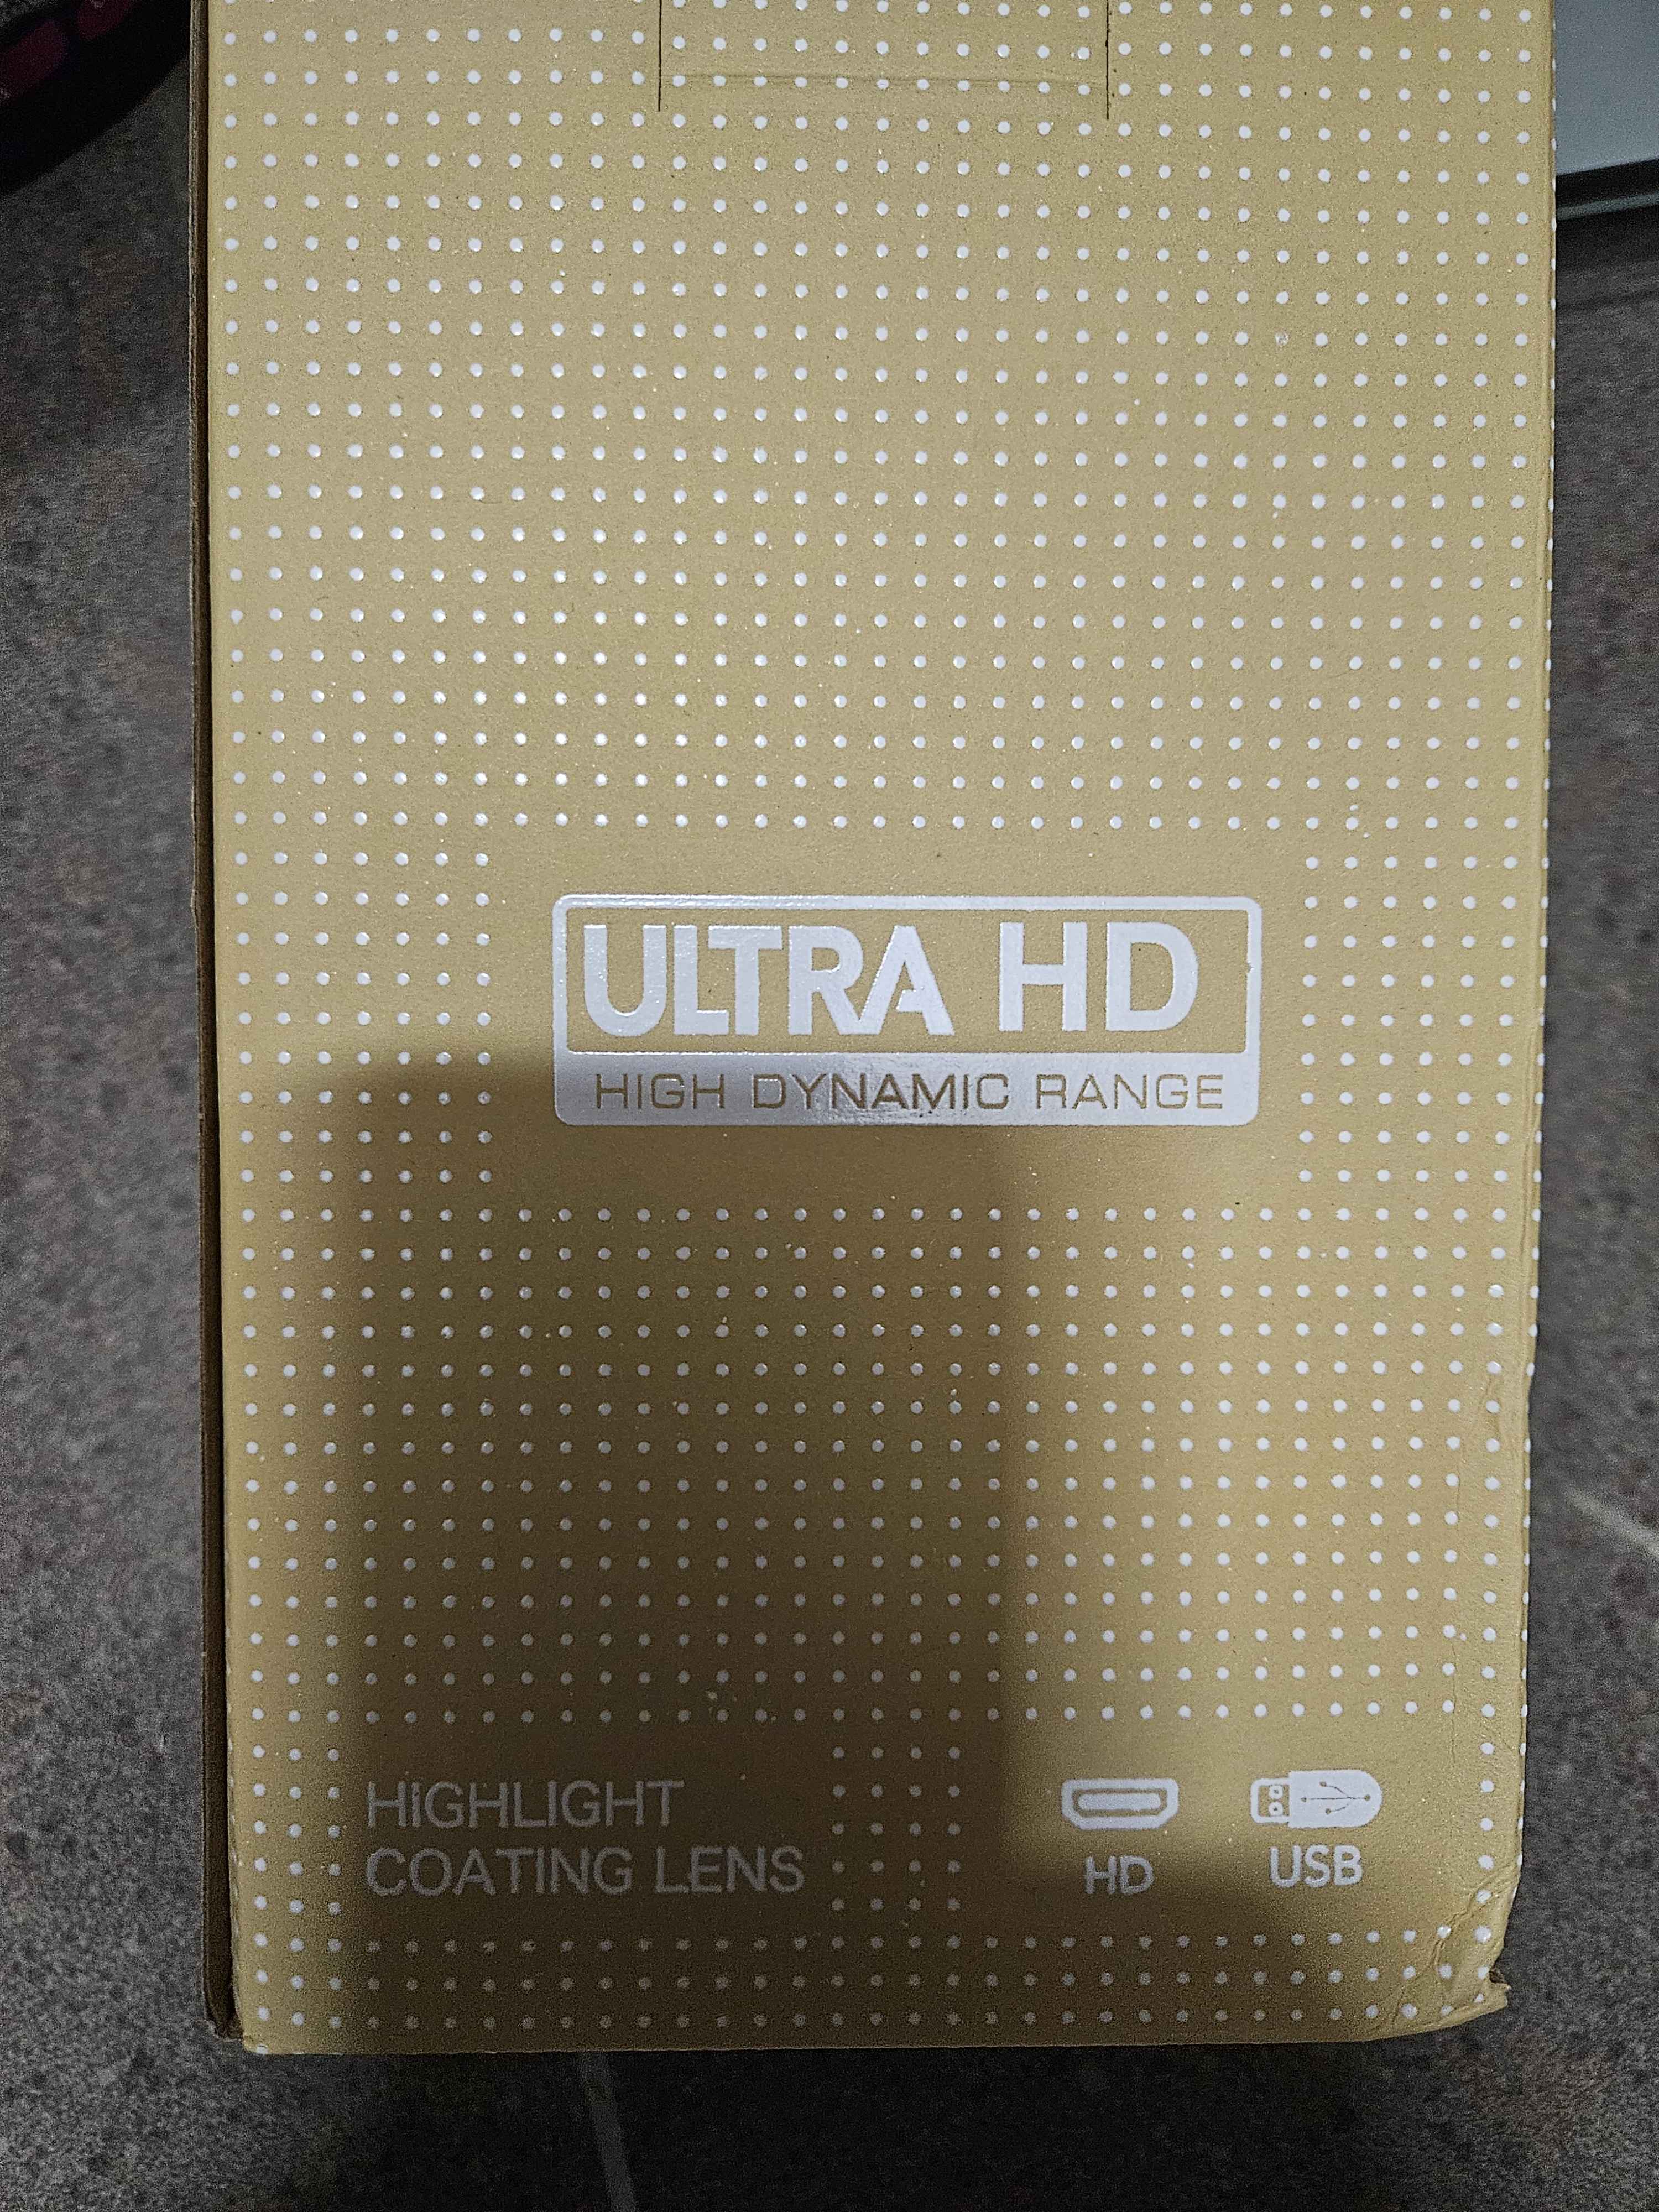 ULTRA HD
HIGH DYNAMIC RANGE
HIGHLIGHT
COATING LENS
HD
USB